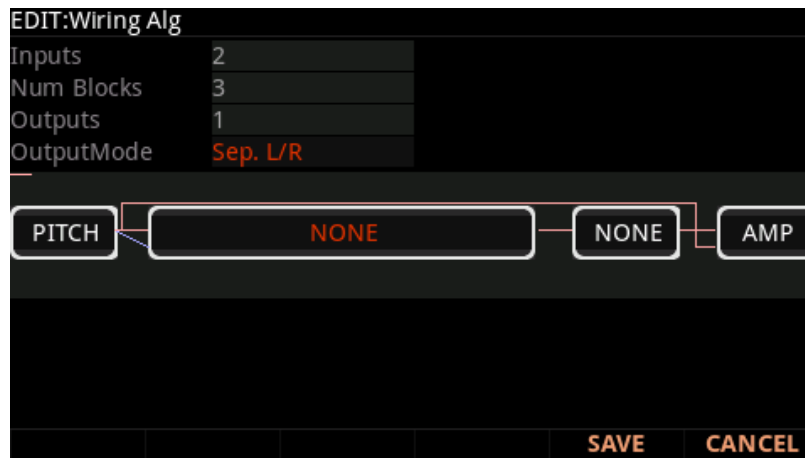 EDIT:Wiring Alg
Inputs 2
Num Blocks 3
Outputs 1
OutputMode Sep. L/R
PITCH NONE NONE AMP
SAVE CANCEL